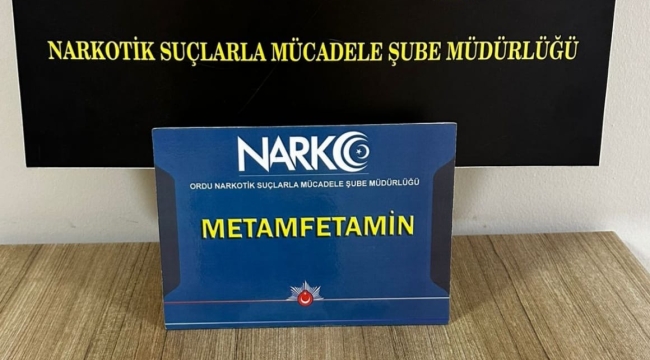 NARKOTİK SUÇLARLA MÜCADELE ŞUBE MÜDÜRLÜĞÜ
NARKO
ORDU NARKOTİK SUÇLARLA MÜCADELE ŞUBE MÜDÜRLÜĞÜ
METAMFETAMİN